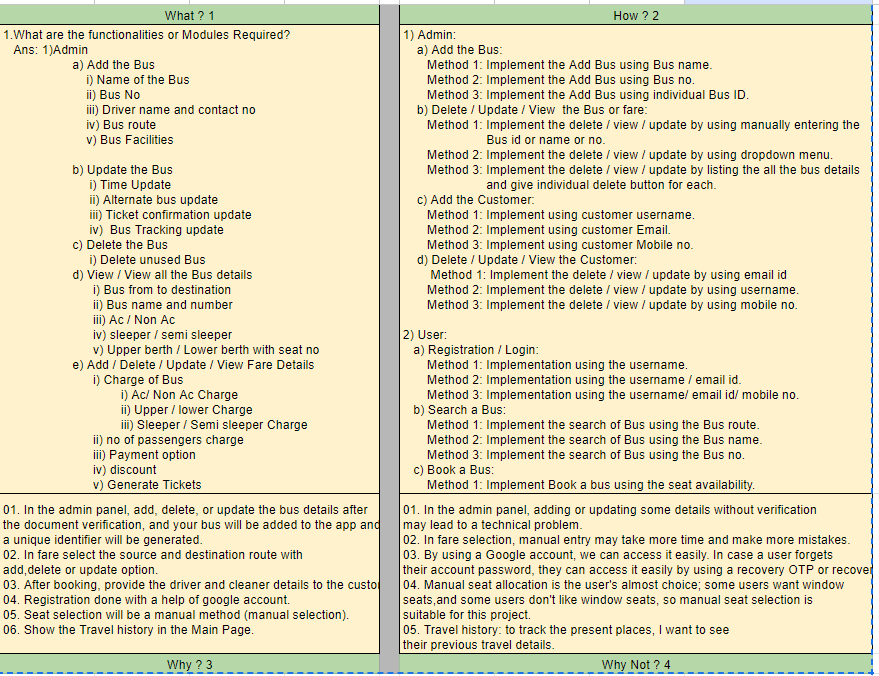 What ? 1
1.What are the functionalities or Modules Required?
Ans: 1)Admin
a) Add the Bus
i) Name of the Bus
ii) Bus No
iii) Driver name and contact no
iv) Bus route
v) Bus Facilities
b) Update the Bus
i) Time Update
ii) Alternate bus update
iii) Ticket confirmation update
iv) Bus Tracking update
c) Delete the Bus
i) Delete unused Bus
d) View / View all the Bus details
i) Bus from to destination
ii) Bus name and number
iii) Ac / Non Ac
iv) sleeper / semi sleeper
v) Upper berth / Lower berth with seat no
e) Add / Delete / Update / View Fare Details
i) Charge of Bus
i) Ac/ Non Ac Charge
ii) Upper / lower Charge
iii) Sleeper / Semi sleeper Charge
ii) no of passengers charge
iii) Payment option
iv) discount
v) Generate Tickets
01. In the admin panel, add, delete, or update the bus details after
the document verification, and your bus will be added to the app and
a unique identifier will be generated.
02. In fare select the source and destination route with
add,delete or update option.
03. After booking, provide the driver and cleaner details to the custo
04. Registration done with a help of google account.
05. Seat selection will be a manual method (manual selection).
06. Show the Travel history in the Main Page.
Why ? 3
How ? 2
1) Admin:
a) Add the Bus:
Method 1: Implement the Add Bus using Bus name.
Method 2: Implement the Add Bus using Bus no.
Method 3: Implement the Add Bus using individual Bus ID.
b) Delete / Update / View the Bus or fare:
Method 1: Implement the delete / view / update by using manually entering the
Bus id or name or no.
Method 2: Implement the delete / view / update by using dropdown menu.
Method 3: Implement the delete / view / update by listing the all the bus details
and give individual delete button for each.
c) Add the Customer:
Method 1: Implement using customer username.
Method 2: Implement using customer Email.
Method 3: Implement using customer Mobile no.
d) Delete / Update / View the Customer:
Method 1: Implement the delete / view / update by using email id
Method 2: Implement the delete / view / update by using username.
Method 3: Implement the delete / view / update by using mobile no.
2) User:
a) Registration / Login:
Method 1: Implementation using the username.
Method 2: Implementation using the username / email id.
Method 3: Implementation using the username/ email id/ mobile no.
b) Search a Bus:
Method 1: Implement the search of Bus using the Bus route.
Method 2: Implement the search of Bus using the Bus name.
Method 3: Implement the search of Bus using the Bus no.
c) Book a Bus:
Method 1: Implement Book a bus using the seat availability.
01. In the admin panel, adding or updating some details without verification
may lead to a technical problem.
02. In fare selection, manual entry may take more time and make more mistakes.
03. By using a Google account, we can access it easily. In case a user forgets
their account password, they can access it easily by using a recovery OTP or recover
04. Manual seat allocation is the user's almost choice; some users want window
seats,and some users don't like window seats, so manual seat selection is
suitable for this project.
05. Travel history: to track the present places, I want to see
their previous travel details.
Why Not ? 4